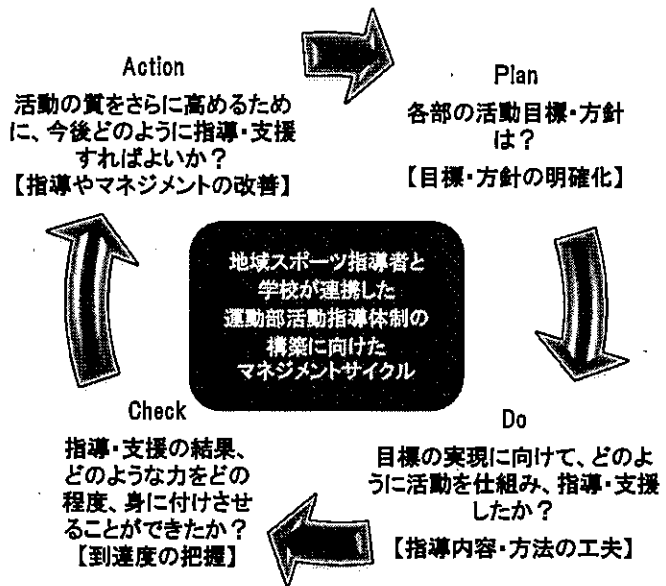 Action
活動の質をさらに高めるため
に、今後どのように指導・支援
すればよいか？
【指導やマネジメントの改善】
Plan
各部の活動目標・方針
は？
【目標・方針の明確化】
地域スポーツ指導者と
学校が連携した
運動部活動指導体制の
構築に向けた
マネジメントサイクル
Check
指導・支援の結果、
どのような力をどの
程度、身に付けさせ
ることができたか？
【到達度の把握】
Do
目標の実現に向けて、どのよ
うに活動を仕組み、指導・支援
したか？
【指導内容・方法の工夫】